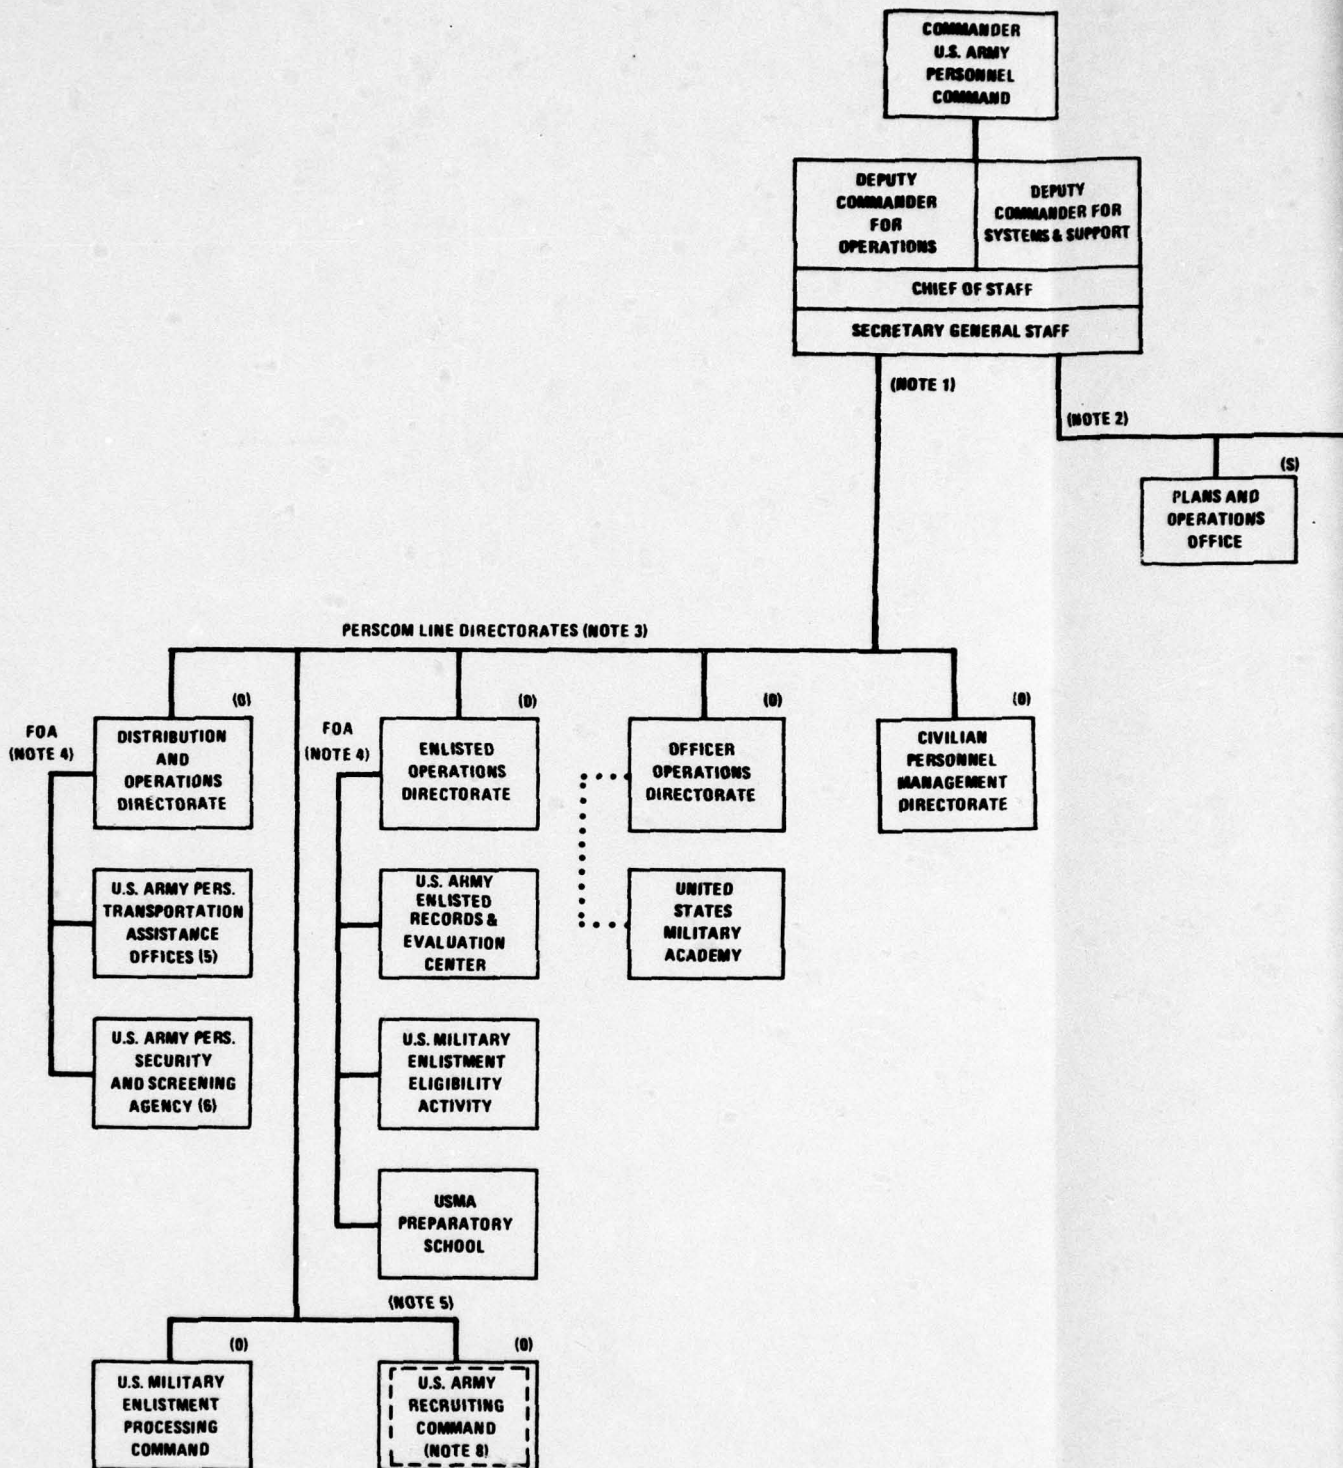 COMMANDER
U.S. ARMY
PERSONNEL
COMMAND
DEPUTY
COMMANDER
FOR
OPERATIONS
DEPUTY
COMMANDER FOR
SYSTEMS & SUPPORT
CHIEF OF STAFF
SECRETARY GENERAL STAFF
(NOTE 1)
(NOTE 2)
(S)
PLANS AND
OPERATIONS
OFFICE
PERSCOM LINE DIRECTORATES (NOTE 3)
FOA
(NOTE 4)
(O)
DISTRIBUTION
AND
OPERATIONS
DIRECTORATE
U.S. ARMY PERS.
TRANSPORTATION
ASSISTANCE
OFFICES (5)
U.S. ARMY PERS.
SECURITY
AND SCREENING
AGENCY (6)
FOA
(NOTE 4)
(O)
ENLISTED
OPERATIONS
DIRECTORATE
U.S. ARMY
ENLISTED
RECORDS &
EVALUATION
CENTER
U.S. MILITARY
ENLISTMENT
ELIGIBILITY
ACTIVITY
USMA
PREPARATORY
SCHOOL
(O)
OFFICER
OPERATIONS
DIRECTORATE
UNITED
STATES
MILITARY
ACADEMY
(O)
CIVILIAN
PERSONNEL
MANAGEMENT
DIRECTORATE
(NOTE 5)
(O)
U.S. MILITARY
ENLISTMENT
PROCESSING
COMMAND
(O)
U.S. ARMY
RECRUITING
COMMAND
(NOTE 8)